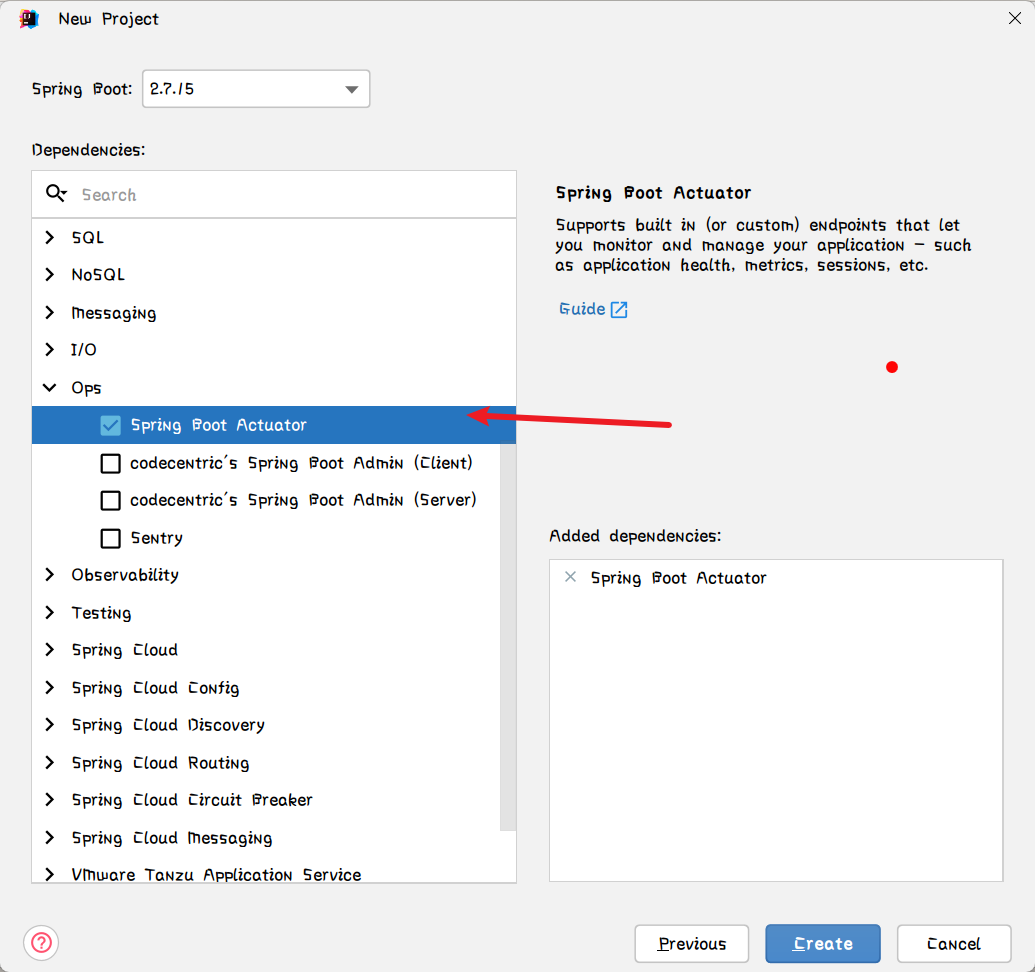 New Project
Spring Boot: 2.7.15
Dependencies:
Search
SQL
NoSQL
Messaging
I/O
Ops
Spring Boot Actuator
codecentric's Spring Boot Admin (Client)
codecentric's Spring Boot Admin (Server)
Sentry
Observability
Testing
Spring Cloud
Spring Cloud Config
Spring Cloud Discovery
Spring Cloud Routing
Spring Cloud Circuit Breaker
Spring Cloud Messaging
VMware Tanzu Application Service
Spring Boot Actuator
Supports built in (or custom) endpoints that let
you monitor and manage your application - such
as application health, metrics, sessions, etc.
Guide
Added dependencies:
Spring Boot Actuator
Previous
Create
Cancel